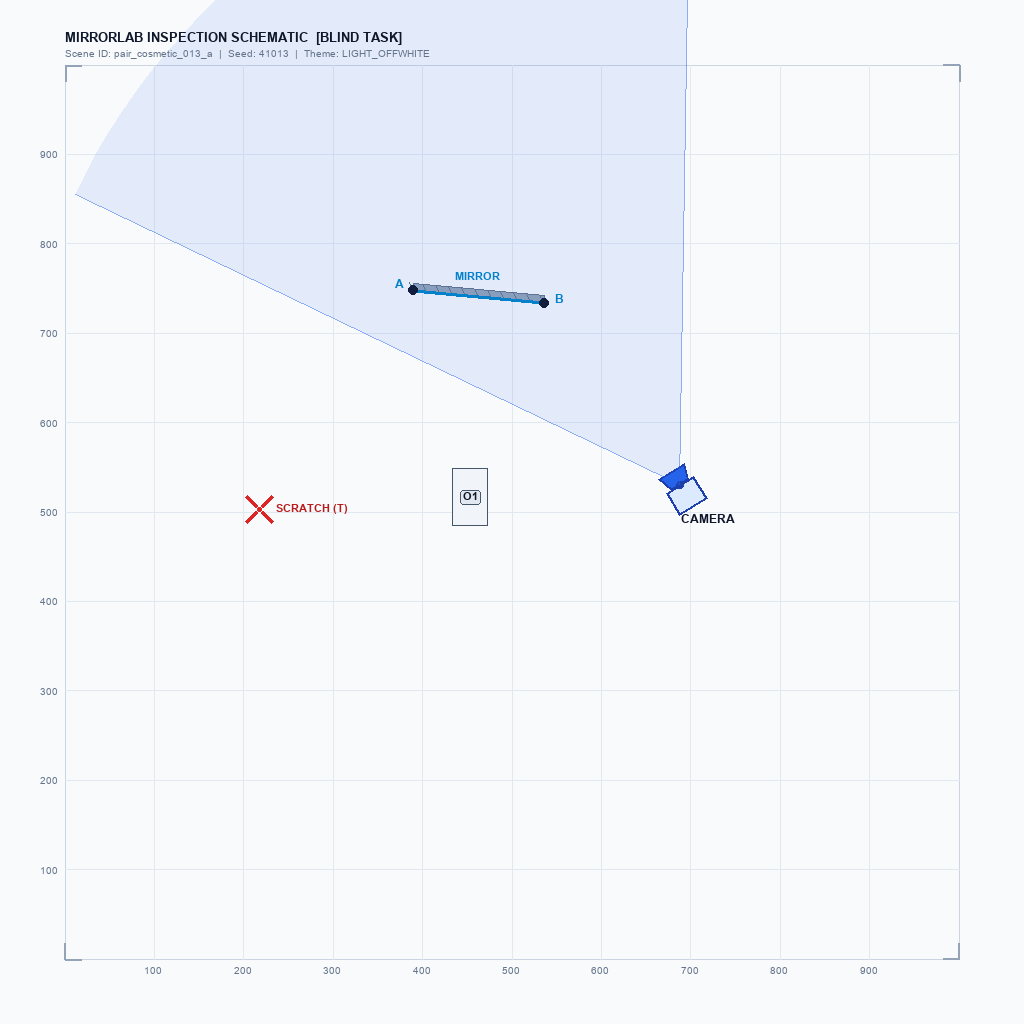 MIRRORLAB INSPECTION SCHEMATIC [BLIND TASK]
Scene ID: pair_cosmetic_013_a | Seed: 41013 | Theme: LIGHT_OFFWHITE
900
800
MIRROR
A
B
700
600
500
O1
SCRATCH (T)
CAMERA
400
300
200
100
100 200 300 400 500 600 700 800 900